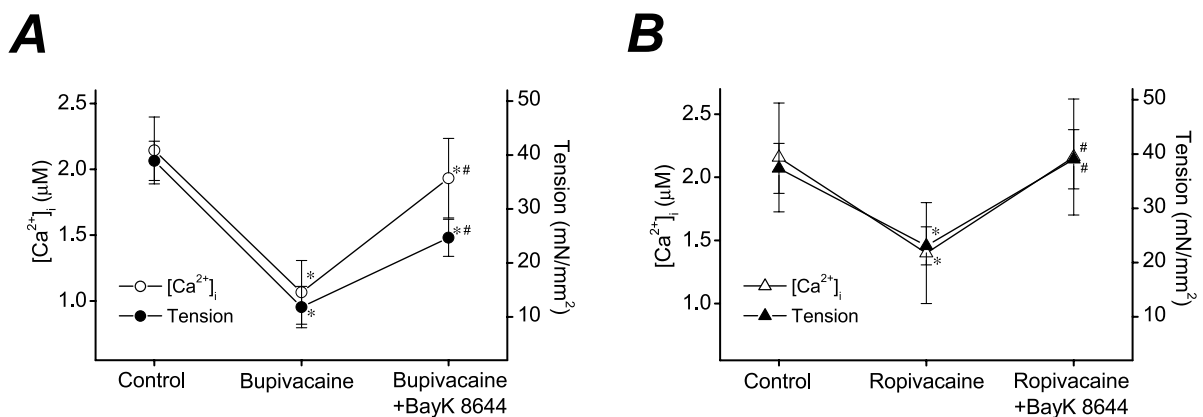 A
B
2.5
2.0
1.5
1.0
[Ca²⁺]ᵢ (μM)
50
40
30
20
10
Tension (mN/mm²)
*
*
*#
*#
[Ca²⁺]ᵢ
Tension
Control
Bupivacaine
Bupivacaine
+BayK 8644
2.5
2.0
1.5
1.0
[Ca²⁺]ᵢ (μM)
50
40
30
20
10
Tension (mN/mm²)
*
*
#
#
[Ca²⁺]ᵢ
Tension
Control
Ropivacaine
Ropivacaine
+BayK 8644